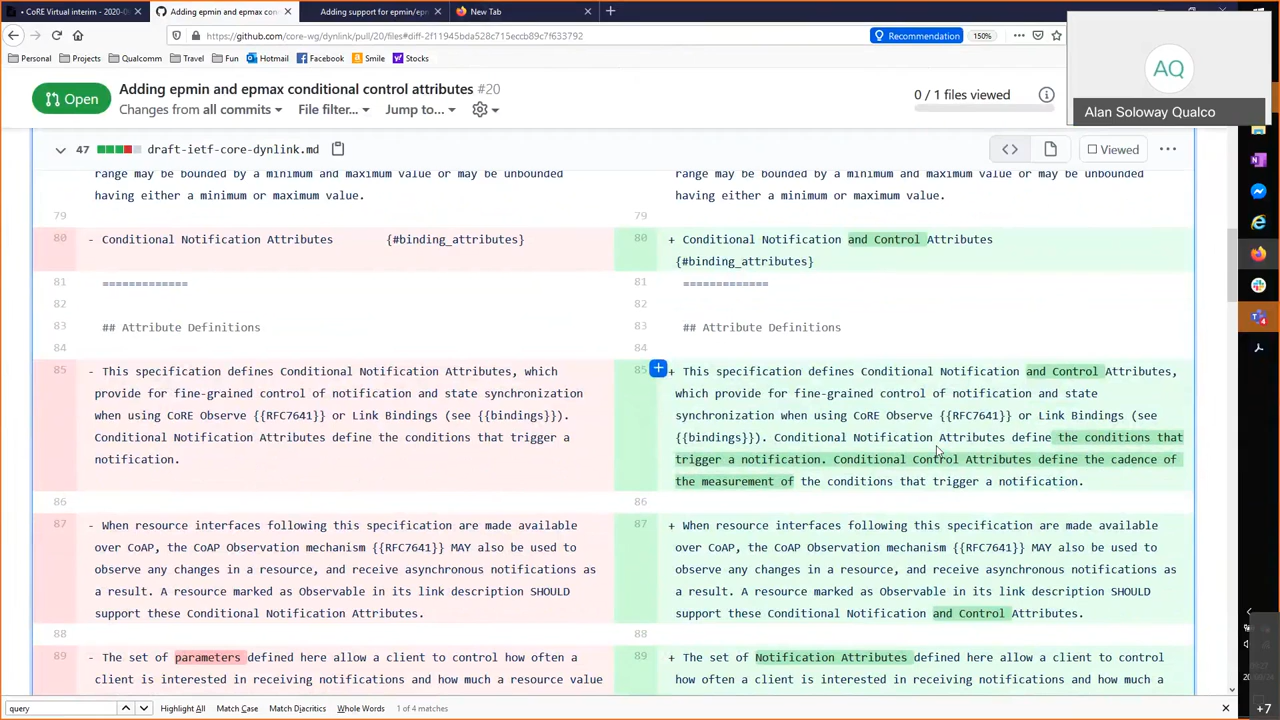 CoRE Virtual interim - 2020-0
Adding epmin and epmax con
Adding support for epmin/ep
New Tab
https://github.com/core-wg/dynlink/pull/20/files#diff-2f11945bda528c715eccb89c7f633792
Recommendation
150%
Personal
Projects
Qualcomm
Travel
Fun
Hotmail
Facebook
Smile
Stocks
AQ
Alan Soloway Qualco
Open
Adding epmin and epmax conditional control attributes #20
Changes from all commits
File filter...
Jump to...
0 / 1 files viewed
47 draft-ietf-core-dynlink.md
Viewed
range may be bounded by a minimum and maximum value or may be unbounded
having either a minimum or maximum value.
79
80 - Conditional Notification Attributes {#binding_attributes}
81 =============
82
83 ## Attribute Definitions
84
85 - This specification defines Conditional Notification Attributes, which
provide for fine-grained control of notification and state
synchronization when using CoRE Observe {{RFC7641}} or Link Bindings (see {{bindings}}).
Conditional Notification Attributes define the conditions that trigger a
notification.
86
87 - When resource interfaces following this specification are made available
over CoAP, the CoAP Observation mechanism {{RFC7641}} MAY also be used to
observe any changes in a resource, and receive asynchronous notifications as
a result. A resource marked as Observable in its link description SHOULD
support these Conditional Notification Attributes.
88
89 - The set of parameters defined here allow a client to control how often a
client is interested in receiving notifications and how much a resource value
range may be bounded by a minimum and maximum value or may be unbounded
having either a minimum or maximum value.
79
80 + Conditional Notification and Control Attributes
{#binding_attributes}
81 =============
82
83 ## Attribute Definitions
84
85 + This specification defines Conditional Notification and Control Attributes,
which provide for fine-grained control of notification and state
synchronization when using CoRE Observe {{RFC7641}} or Link Bindings (see
{{bindings}}). Conditional Notification Attributes define the conditions that
trigger a notification. Conditional Control Attributes define the cadence of
the measurement of the conditions that trigger a notification.
86
87 + When resource interfaces following this specification are made available
over CoAP, the CoAP Observation mechanism {{RFC7641}} MAY also be used to
observe any changes in a resource, and receive asynchronous notifications as
a result. A resource marked as Observable in its link description SHOULD
support these Conditional Notification and Control Attributes.
88
89 + The set of Notification Attributes defined here allow a client to control
how often a client is interested in receiving notifications and how much a
query
Highlight All
Match Case
Match Diacritics
Whole Words
1 of 4 matches
+7